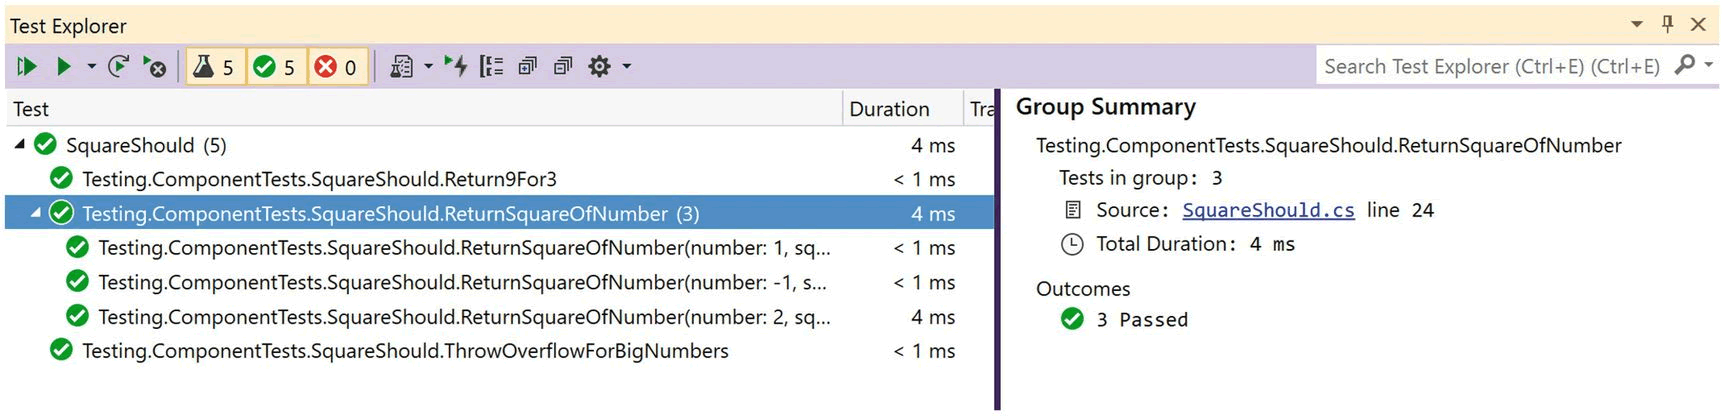 Test Explorer
5 5 0 Search Test Explorer (Ctrl+E) (Ctrl+E)
Test Duration Tra
SquareShould (5) 4 ms
Testing.ComponentTests.SquareShould.Return9For3 < 1 ms
Testing.ComponentTests.SquareShould.ReturnSquareOfNumber (3) 4 ms
Testing.ComponentTests.SquareShould.ReturnSquareOfNumber(number: 1, sq... < 1 ms
Testing.ComponentTests.SquareShould.ReturnSquareOfNumber(number: -1, s... < 1 ms
Testing.ComponentTests.SquareShould.ReturnSquareOfNumber(number: 2, sq... 4 ms
Testing.ComponentTests.SquareShould.ThrowOverflowForBigNumbers < 1 ms
Group Summary
Testing.ComponentTests.SquareShould.ReturnSquareOfNumber
Tests in group: 3
Source: SquareShould.cs line 24
Total Duration: 4 ms
Outcomes
3 Passed